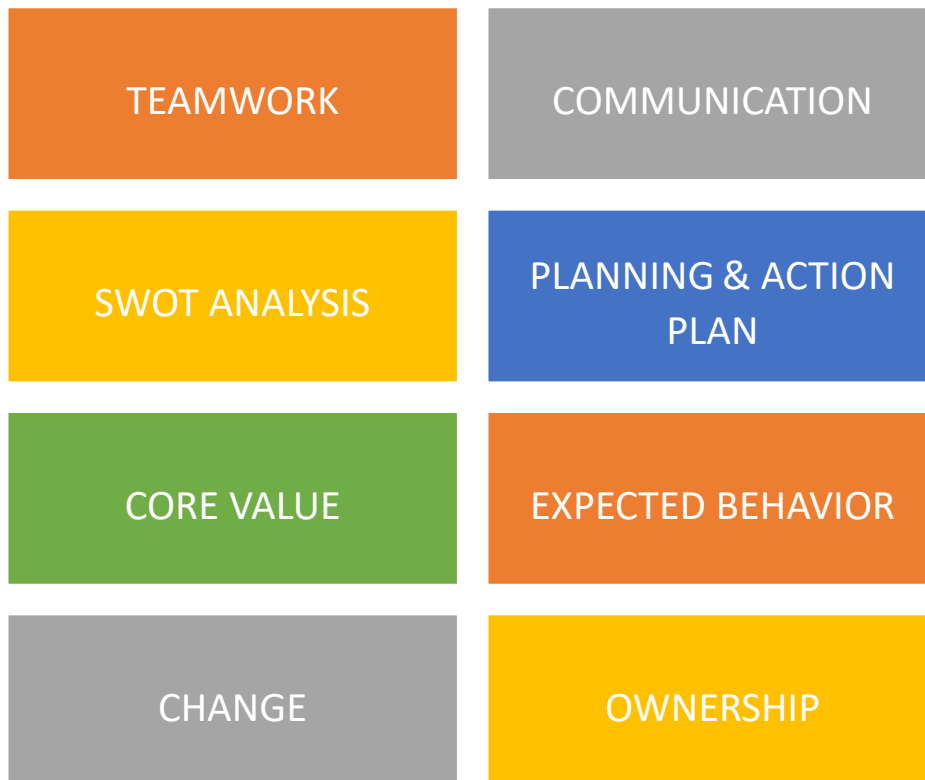 TEAMWORK
COMMUNICATION
SWOT ANALYSIS
PLANNING & ACTION
PLAN
CORE VALUE
EXPECTED BEHAVIOR
CHANGE
OWNERSHIP